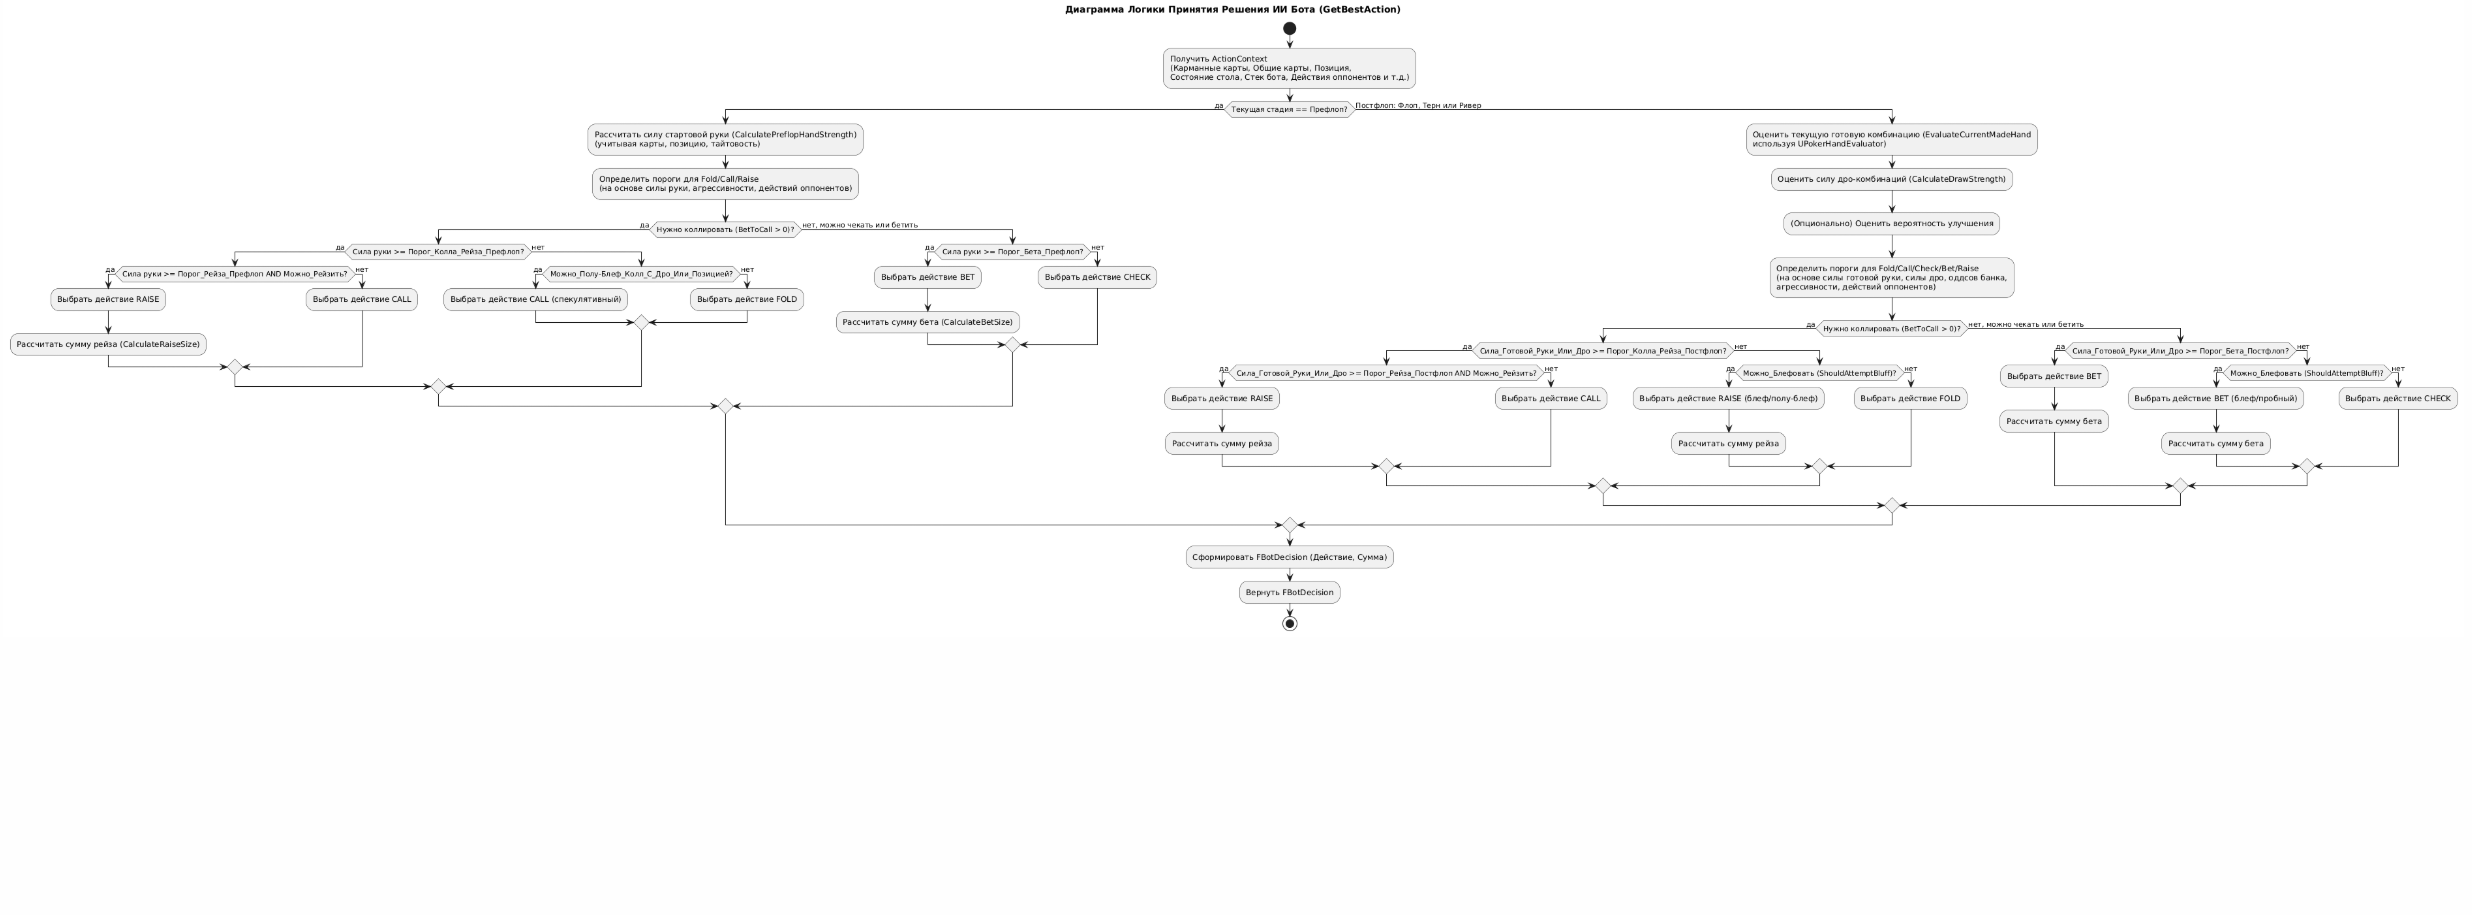 Диаграмма Логики Принятия Решения ИИ Бота (GetBestAction)
Получить ActionContext
(Карманные карты, Общие карты, Позиция,
Состояние стола, Стек бота, Действия оппонентов и т.д.)
да
Текущая стадия == Префлоп?
Постфлоп: Флоп, Терн или Ривер
Рассчитать силу стартовой руки (CalculatePreflopHandStrength)
(учитывая карты, позицию, тайтовость)
Определить пороги для Fold/Call/Raise
(на основе силы руки, агрессивности, действий оппонентов)
да
Нужно коллировать (BetToCall > 0)?
нет, можно чекать или бетить
да
Сила руки >= Порог_Колла_Рейза_Префлоп?
нет
да
Сила руки >= Порог_Рейза_Префлоп AND Можно_Рейзить?
нет
Выбрать действие RAISE
Рассчитать сумму рейза (CalculateRaiseSize)
Выбрать действие CALL
да
Можно_Полу-Блеф_Колл_С_Дро_Или_Позицией?
нет
Выбрать действие CALL (спекулятивный)
Выбрать действие FOLD
да
Сила руки >= Порог_Бета_Префлоп?
нет
Выбрать действие BET
Рассчитать сумму бета (CalculateBetSize)
Выбрать действие CHECK
Оценить текущую готовую комбинацию (EvaluateCurrentMadeHand
используя UPokerHandEvaluator)
Оценить силу дро-комбинаций (CalculateDrawStrength)
(Опционально) Оценить вероятность улучшения
Определить пороги для Fold/Call/Check/Bet/Raise
(на основе силы готовой руки, силы дро, оддсов банка,
агрессивности, действий оппонентов)
да
Нужно коллировать (BetToCall > 0)?
нет, можно чекать или бетить
да
Сила_Готовой_Руки_Или_Дро >= Порог_Колла_Рейза_Постфлоп?
нет
да
Сила_Готовой_Руки_Или_Дро >= Порог_Рейза_Постфлоп AND Можно_Рейзить?
нет
Выбрать действие RAISE
Рассчитать сумму рейза
Выбрать действие CALL
да
Можно_Блефовать (ShouldAttemptBluff)?
нет
Выбрать действие RAISE (блеф/полу-блеф)
Рассчитать сумму рейза
Выбрать действие FOLD
да
Сила_Готовой_Руки_Или_Дро >= Порог_Бета_Постфлоп?
нет
Выбрать действие BET
Рассчитать сумму бета
да
Можно_Блефовать (ShouldAttemptBluff)?
нет
Выбрать действие BET (блеф/пробный)
Рассчитать сумму бета
Выбрать действие CHECK
Сформировать FBotDecision (Действие, Сумма)
Вернуть FBotDecision